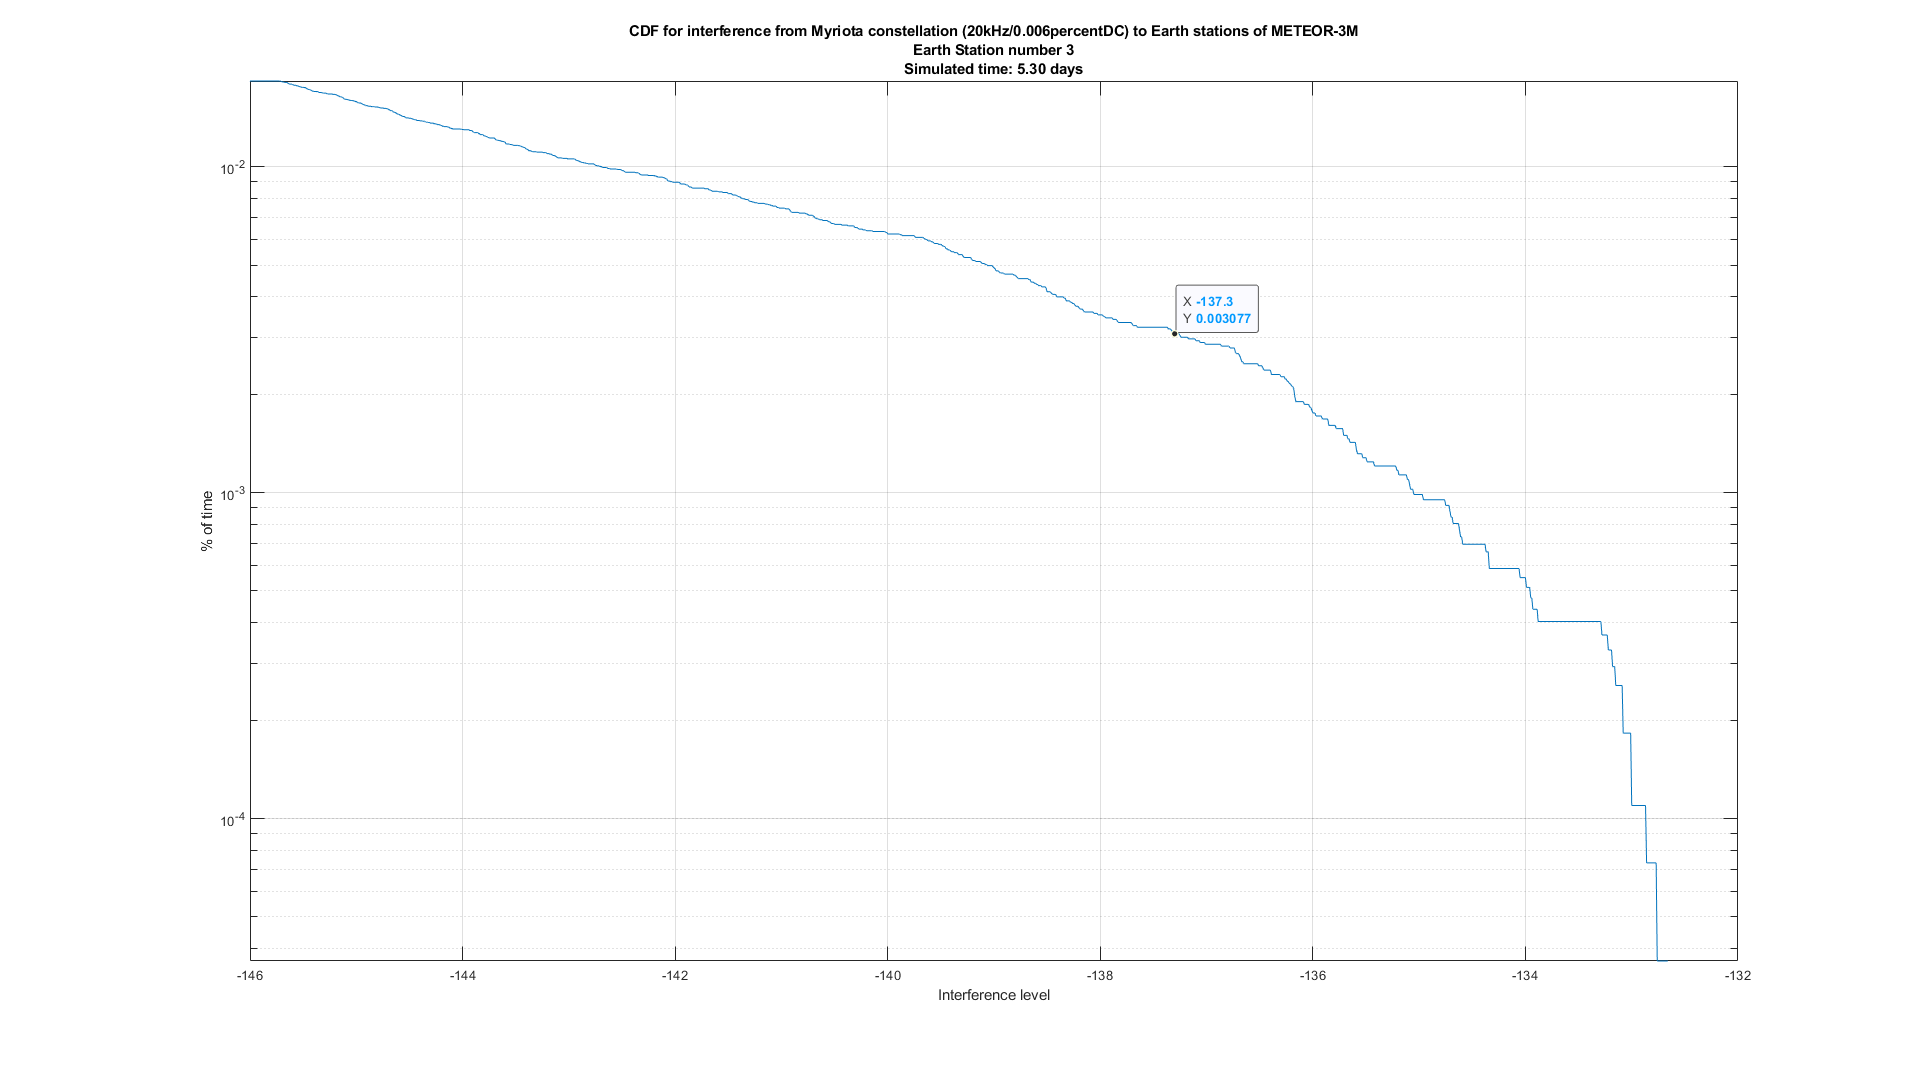 CDF for interference from Myriota constellation (20kHz/0.006percentDC) to Earth stations of METEOR-3M
Earth Station number 3
Simulated time: 5.30 days
10-2
10-3
10-4
% of time
X -137.3
Y 0.003077
-146 -144 -142 -140 -138 -136 -134 -132
Interference level